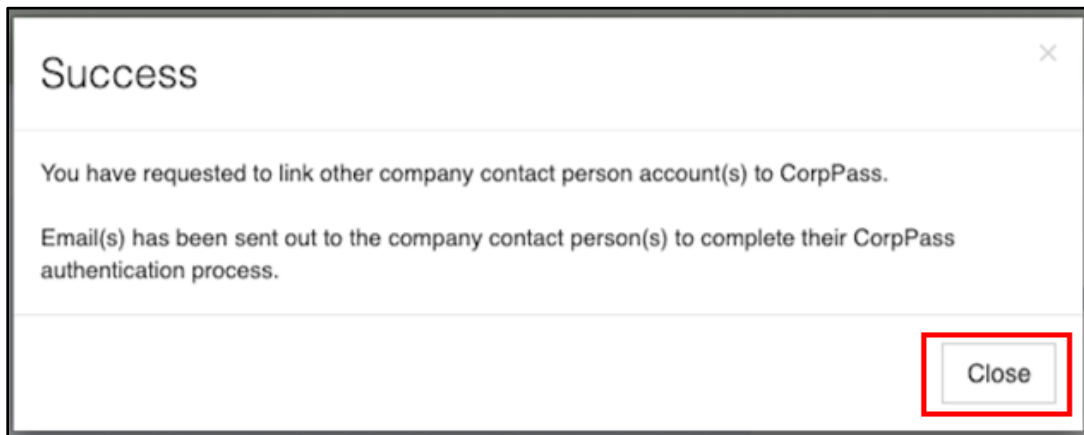 Success
You have requested to link other company contact person account(s) to CorpPass.
Email(s) has been sent out to the company contact person(s) to complete their CorpPass
authentication process.
Close